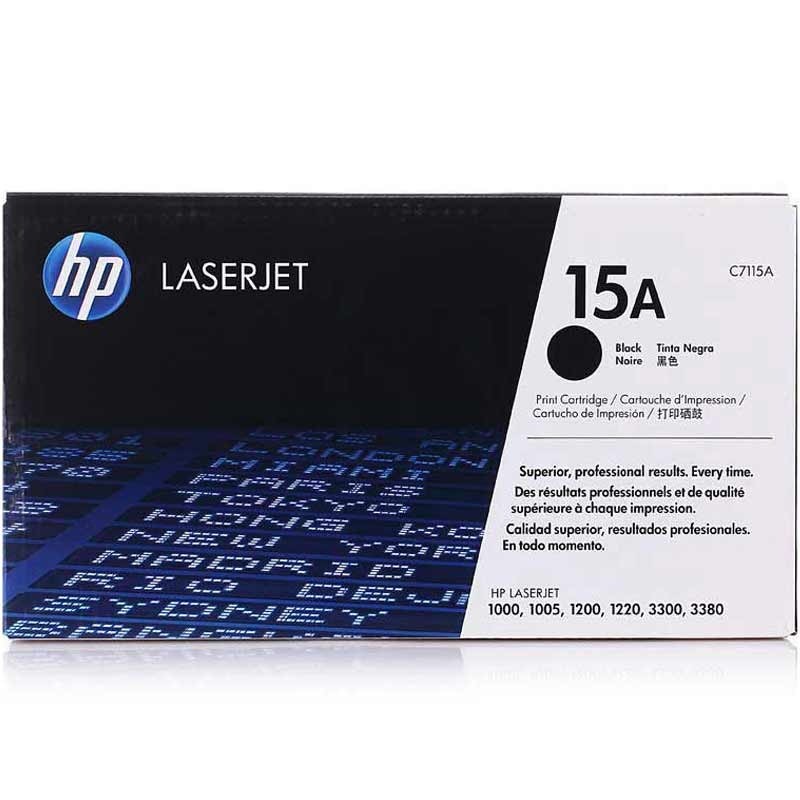 hp
LASERJET
15A
C7115A
Black Tinta Negra
Noire 黑色
Print Cartridge / Cartouche d'Impression /
Cartucho de Impresión / 打印硒鼓
Superior, professional results. Every time.
Des résultats professionnels et de qualité
supérieure à chaque impression.
Calidad superior, resultados profesionales.
En todo momento.
HP LASERJET
1000, 1005, 1200, 1220, 3300, 3380
LONDON
MIAMI
PARIS
TOKYO
HONG KO
NEW YOR
MADRID
RIO DEJ
SYDNEY